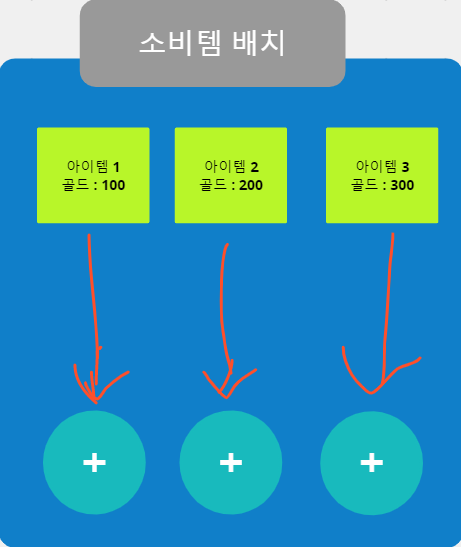 소비템 배치
아이템 1
골드 : 100
아이템 2
골드 : 200
아이템 3
골드 : 300
+
+
+